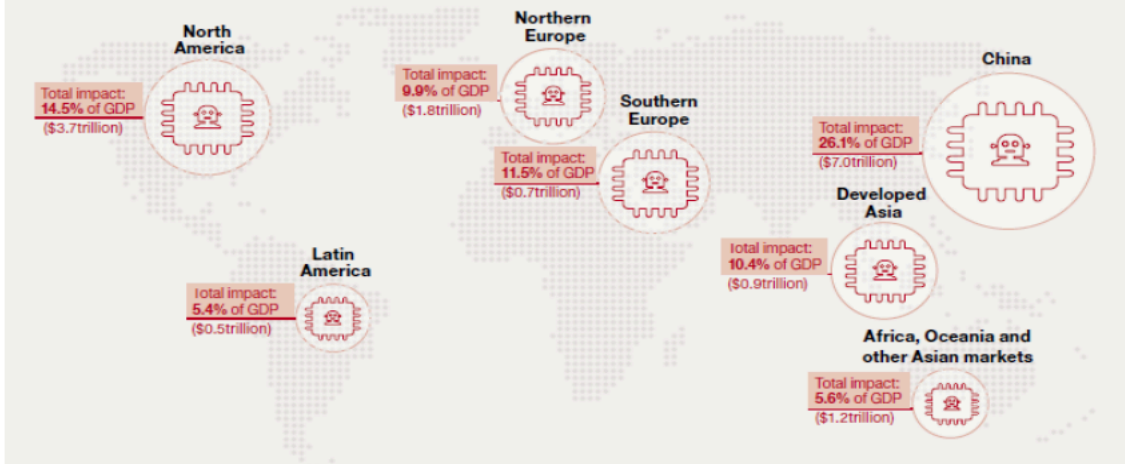 North
America
Total impact:
14.5% of GDP
($3.7trillion)
Northern
Europe
Total impact:
9.9% of GDP
($1.8trillion)
Southern
Europe
Total impact:
11.5% of GDP
($0.7trillion)
China
Total impact:
26.1% of GDP
($7.0trillion)
Developed
Asia
Total impact:
10.4% of GDP
($0.9trillion)
Latin
America
Total impact:
5.4% of GDP
($0.5trillion)
Africa, Oceania and
other Asian markets
Total impact:
5.6% of GDP
($1.2trillion)